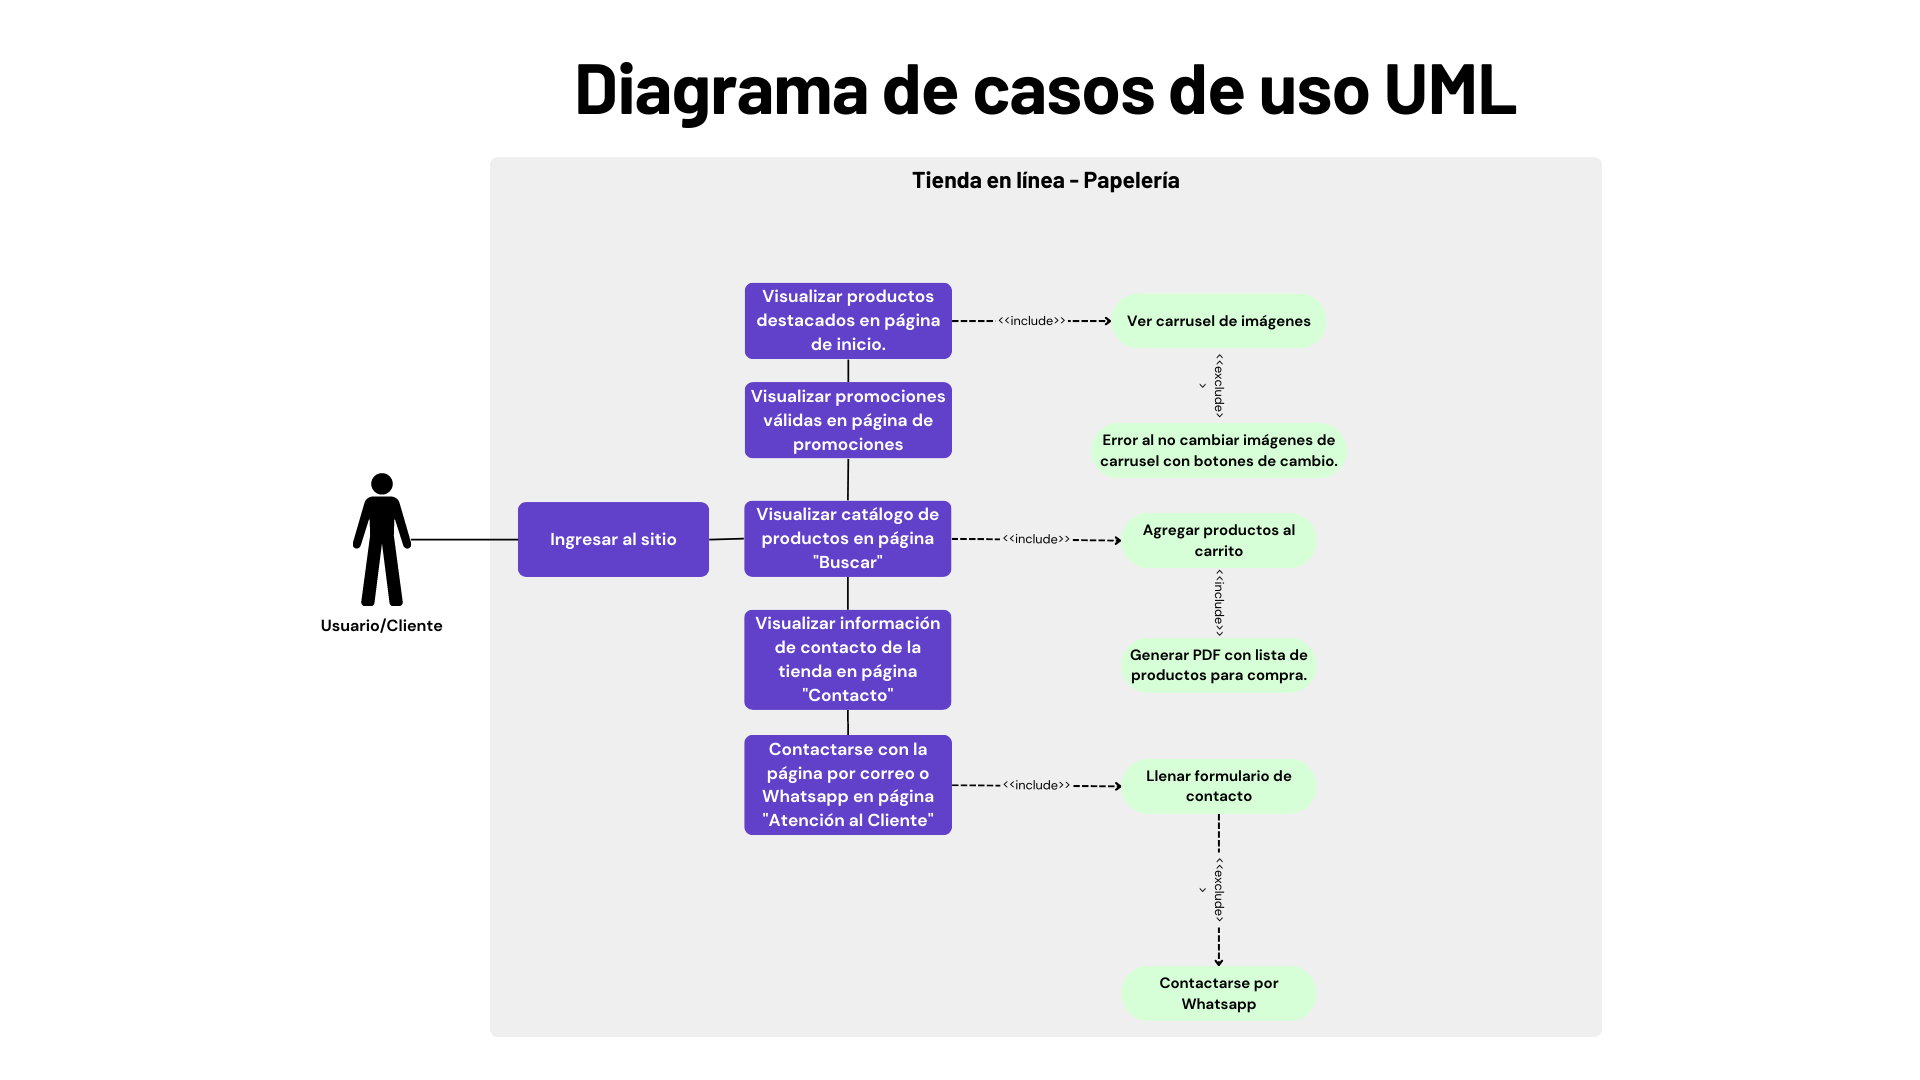 Diagrama de casos de uso UML
Tienda en línea - Papelería
Visualizar productos
destacados en página
de inicio.
<<include>>
Ver carrusel de imágenes
<<exclude>
>
Visualizar promociones
válidas en página de
promociones
Error al no cambiar imágenes de
carrusel con botones de cambio.
Usuario/Cliente
Ingresar al sitio
Visualizar catálogo de
productos en página
"Buscar"
<<include>>
Agregar productos al
carrito
<<include>>
Visualizar información
de contacto de la
tienda en página
"Contacto"
Generar PDF con lista de
productos para compra.
Contactarse con la
página por correo o
Whatsapp en página
"Atención al Cliente"
<<include>>
Llenar formulario de
contacto
<<exclude>
>
Contactarse por
Whatsapp